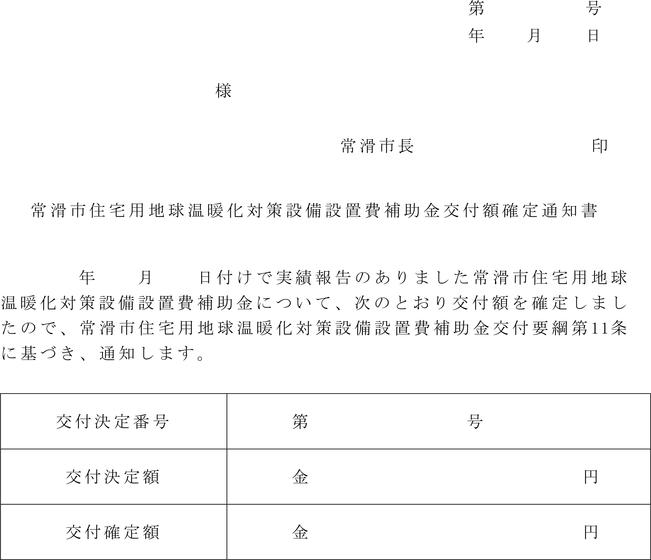 第　　　　　号
年　　月　　日
様
常滑市長　　　　　　　　　印
常滑市住宅用地球温暖化対策設備設置費補助金交付額確定通知書
　　　　年　　月　　日付けで実績報告のありました常滑市住宅用地球
温暖化対策設備設置費補助金について、次のとおり交付額を確定しまし
たので、常滑市住宅用地球温暖化対策設備設置費補助金交付要綱第11条
に基づき、通知します。
交付決定番号　第　　　　　　　　号
交付決定額　金　　　　　　　　　　　　　　円
交付確定額　金　　　　　　　　　　　　　　円